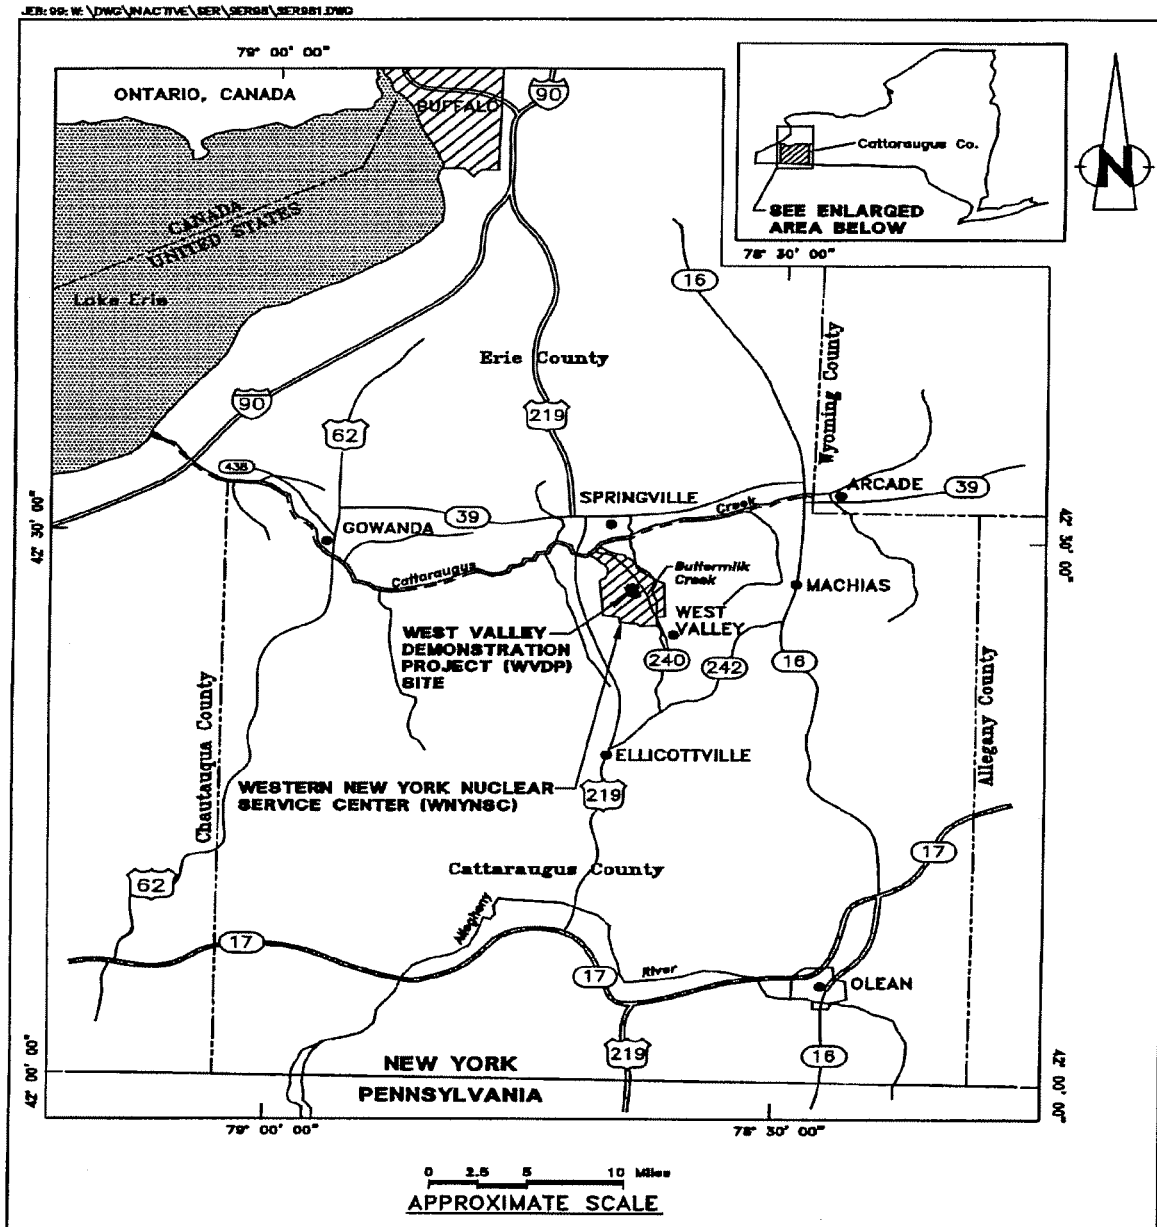 JEB: 99: W: \DWG\INACTIVE\SER\SER98\SER981.DWG
79° 00' 00"
ONTARIO, CANADA
BUFFALO
90
Cattaraugus Co.
N
SEE ENLARGED
AREA BELOW
78° 30' 00"
CANADA
UNITED STATES
Lake Erie
16
Erie County
Wyoming County
90
219
62
438
ARCADE
39
SPRINGVILLE
Creek
39
GOWANDA
42° 30' 00"
42° 30' 00"
Cattaraugus
Buttermilk
Creek
MACHIAS
WEST
VALLEY
WEST VALLEY
DEMONSTRATION
PROJECT (WVDP)
SITE
240
242
16
Chautauqua County
Allegany County
ELLICOTTVILLE
WESTERN NEW YORK NUCLEAR
SERVICE CENTER (WNYNSC)
219
17
Cattaraugus County
62
Allegheny
17
17
River
OLEAN
42° 00' 00"
NEW YORK
219
16
42° 00' 00"
PENNSYLVANIA
79° 00' 00"
78° 30' 00"
0 2.5 5 10 Miles
APPROXIMATE SCALE